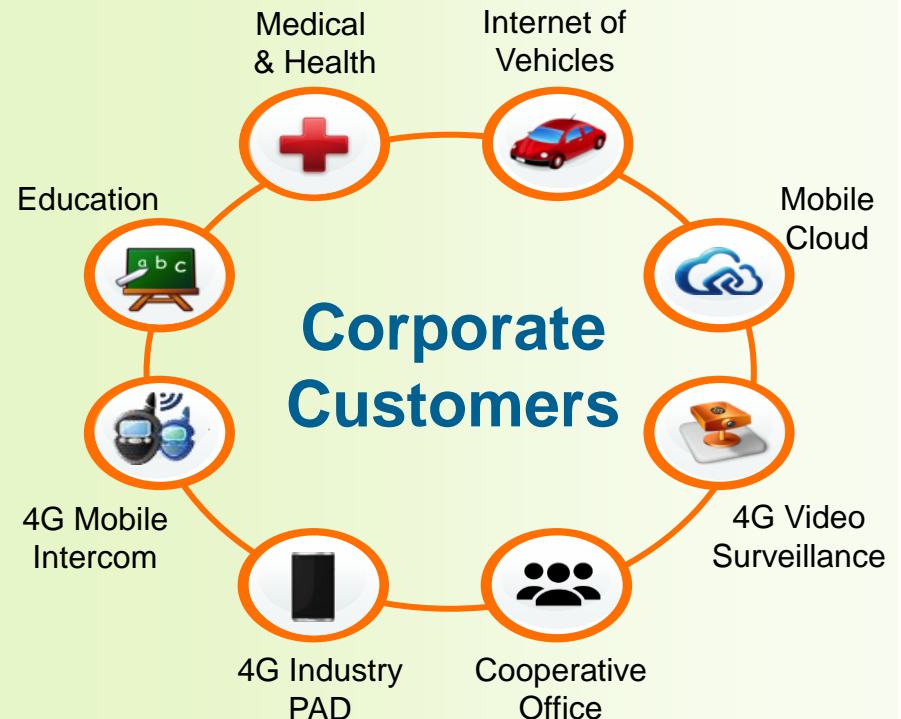 Medical
& Health
Internet of
Vehicles
Education
Mobile
Cloud
a b c
Corporate
Customers
4G Mobile
Intercom
4G Video
Surveillance
4G Industry
PAD
Cooperative
Office